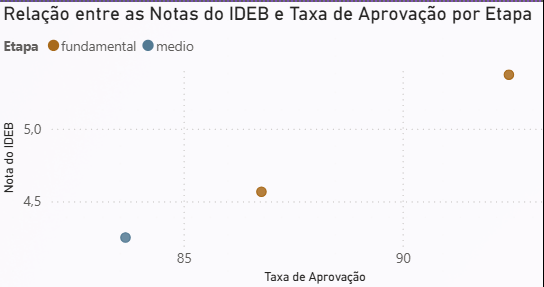 Relação entre as Notas do IDEB e Taxa de Aprovação por Etapa
Etapa fundamental medio
Nota do IDEB
5,0
4,5
85 90
Taxa de Aprovação